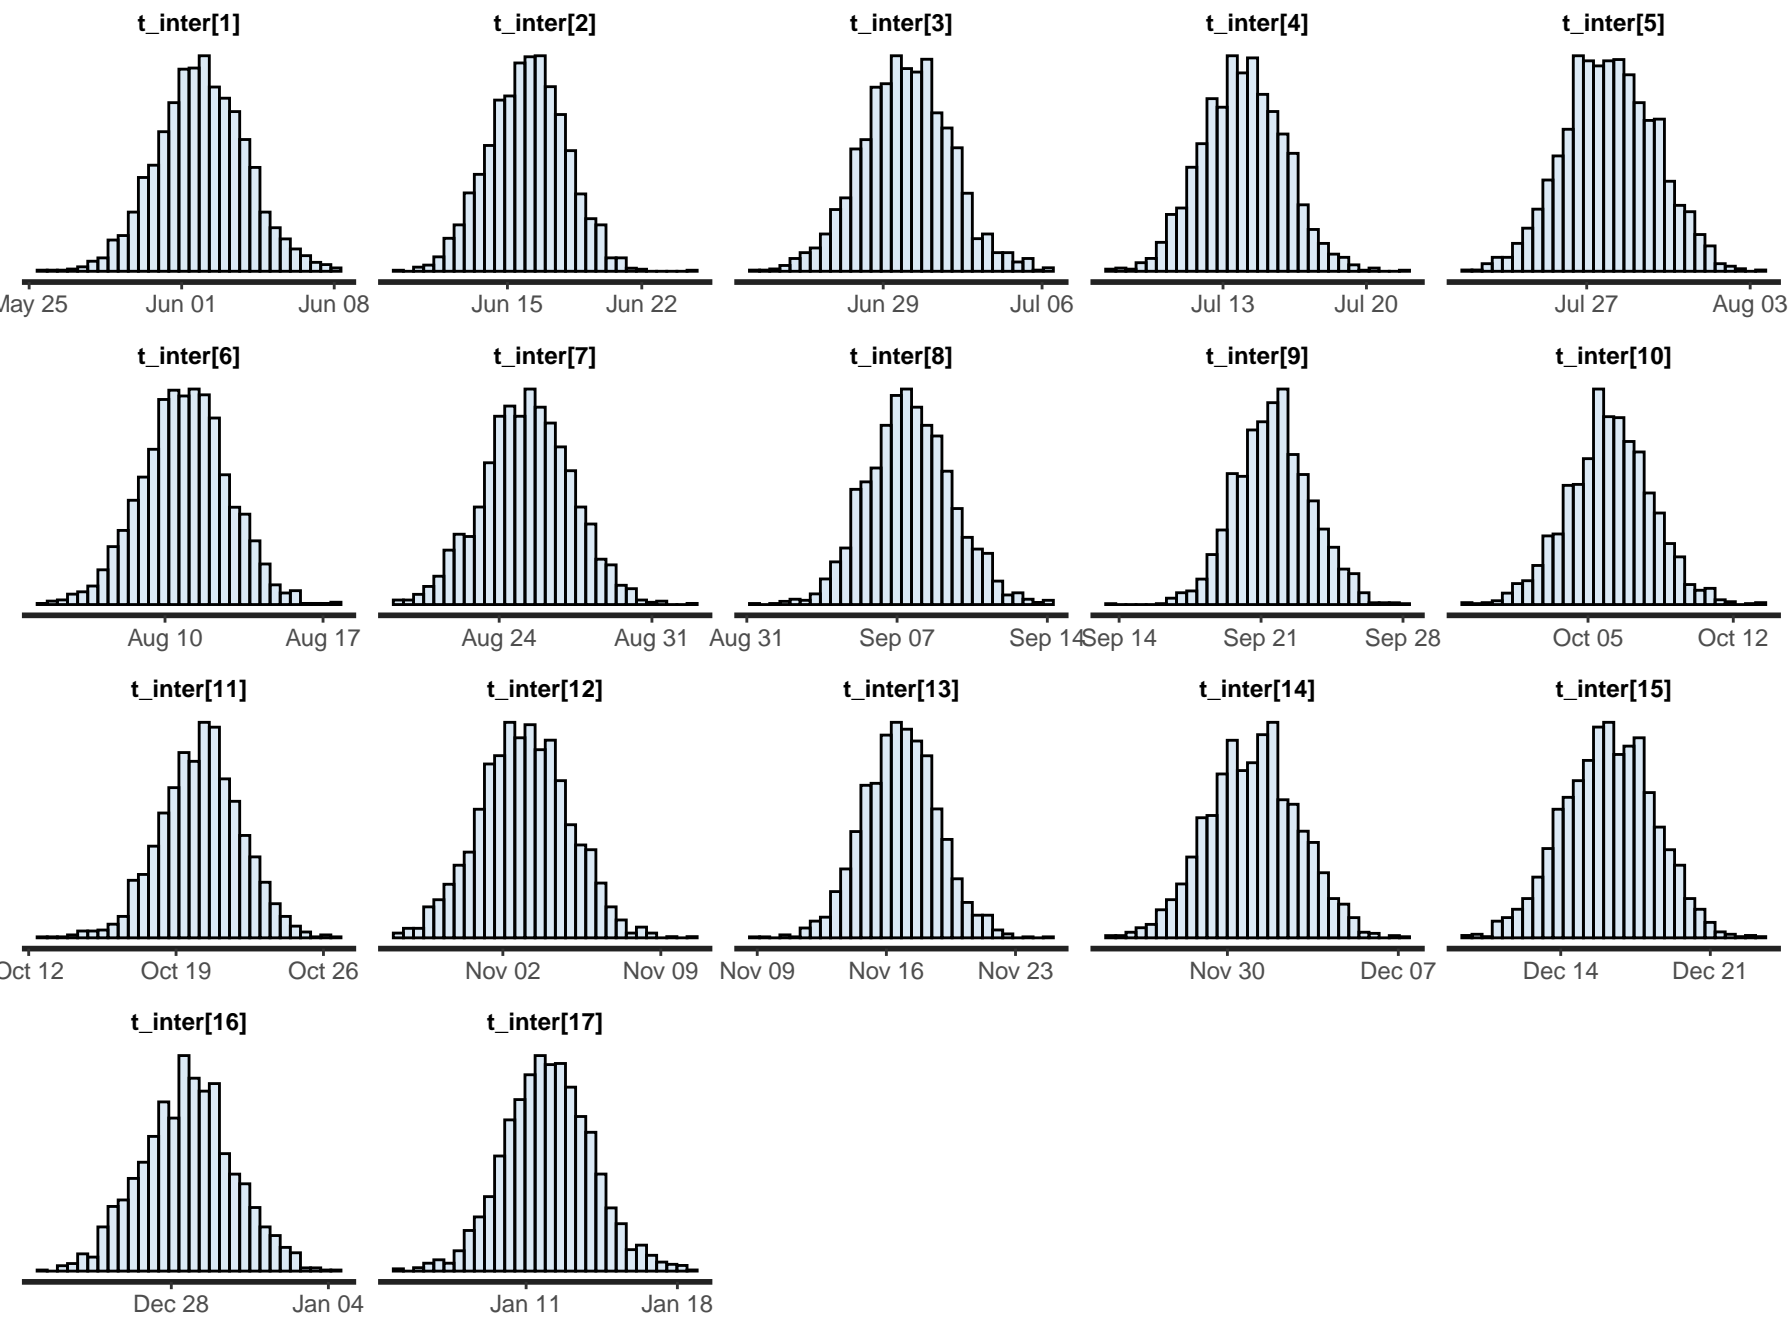 t_inter[1] t_inter[2] t_inter[3] t_inter[4] t_inter[5]
May 25 Jun 01 Jun 08 Jun 15 Jun 22 Jun 29 Jul 06 Jul 13 Jul 20 Jul 27 Aug 03
t_inter[6] t_inter[7] t_inter[8] t_inter[9] t_inter[10]
Aug 10 Aug 17 Aug 24 Aug 31 Aug 31 Sep 07 Sep 14 Sep 14 Sep 21 Sep 28 Oct 05 Oct 12
t_inter[11] t_inter[12] t_inter[13] t_inter[14] t_inter[15]
Oct 12 Oct 19 Oct 26 Nov 02 Nov 09 Nov 09 Nov 16 Nov 23 Nov 30 Dec 07 Dec 14 Dec 21
t_inter[16] t_inter[17]
Dec 28 Jan 04 Jan 11 Jan 18